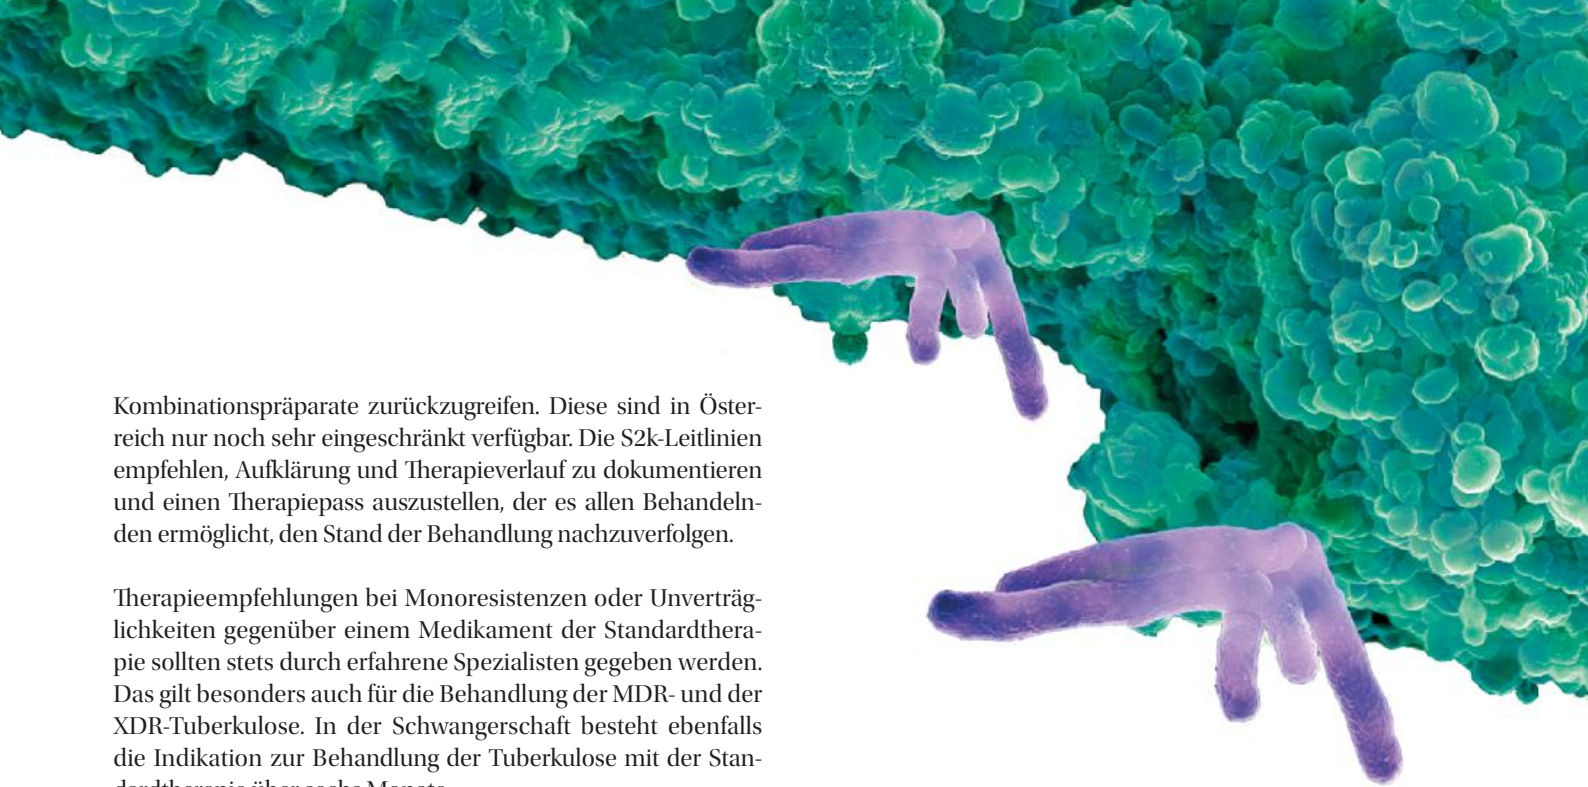 Kombinationspräparate zurückzugreifen. Diese sind in Öster-
reich nur noch sehr eingeschränkt verfügbar. Die S2k-Leitlinien
empfehlen, Aufklärung und Therapieverlauf zu dokumentieren
und einen Therapiepass auszustellen, der es allen Behandeln-
den ermöglicht, den Stand der Behandlung nachzuverfolgen.
Therapieempfehlungen bei Monoresistenzen oder Unverträg-
lichkeiten gegenüber einem Medikament der Standardthera-
pie sollten stets durch erfahrene Spezialisten gegeben werden.
Das gilt besonders auch für die Behandlung der MDR- und der
XDR-Tuberkulose. In der Schwangerschaft besteht ebenfalls
die Indikation zur Behandlung der Tuberkulose mit der Stan-
dardtherapie über sechs Monate